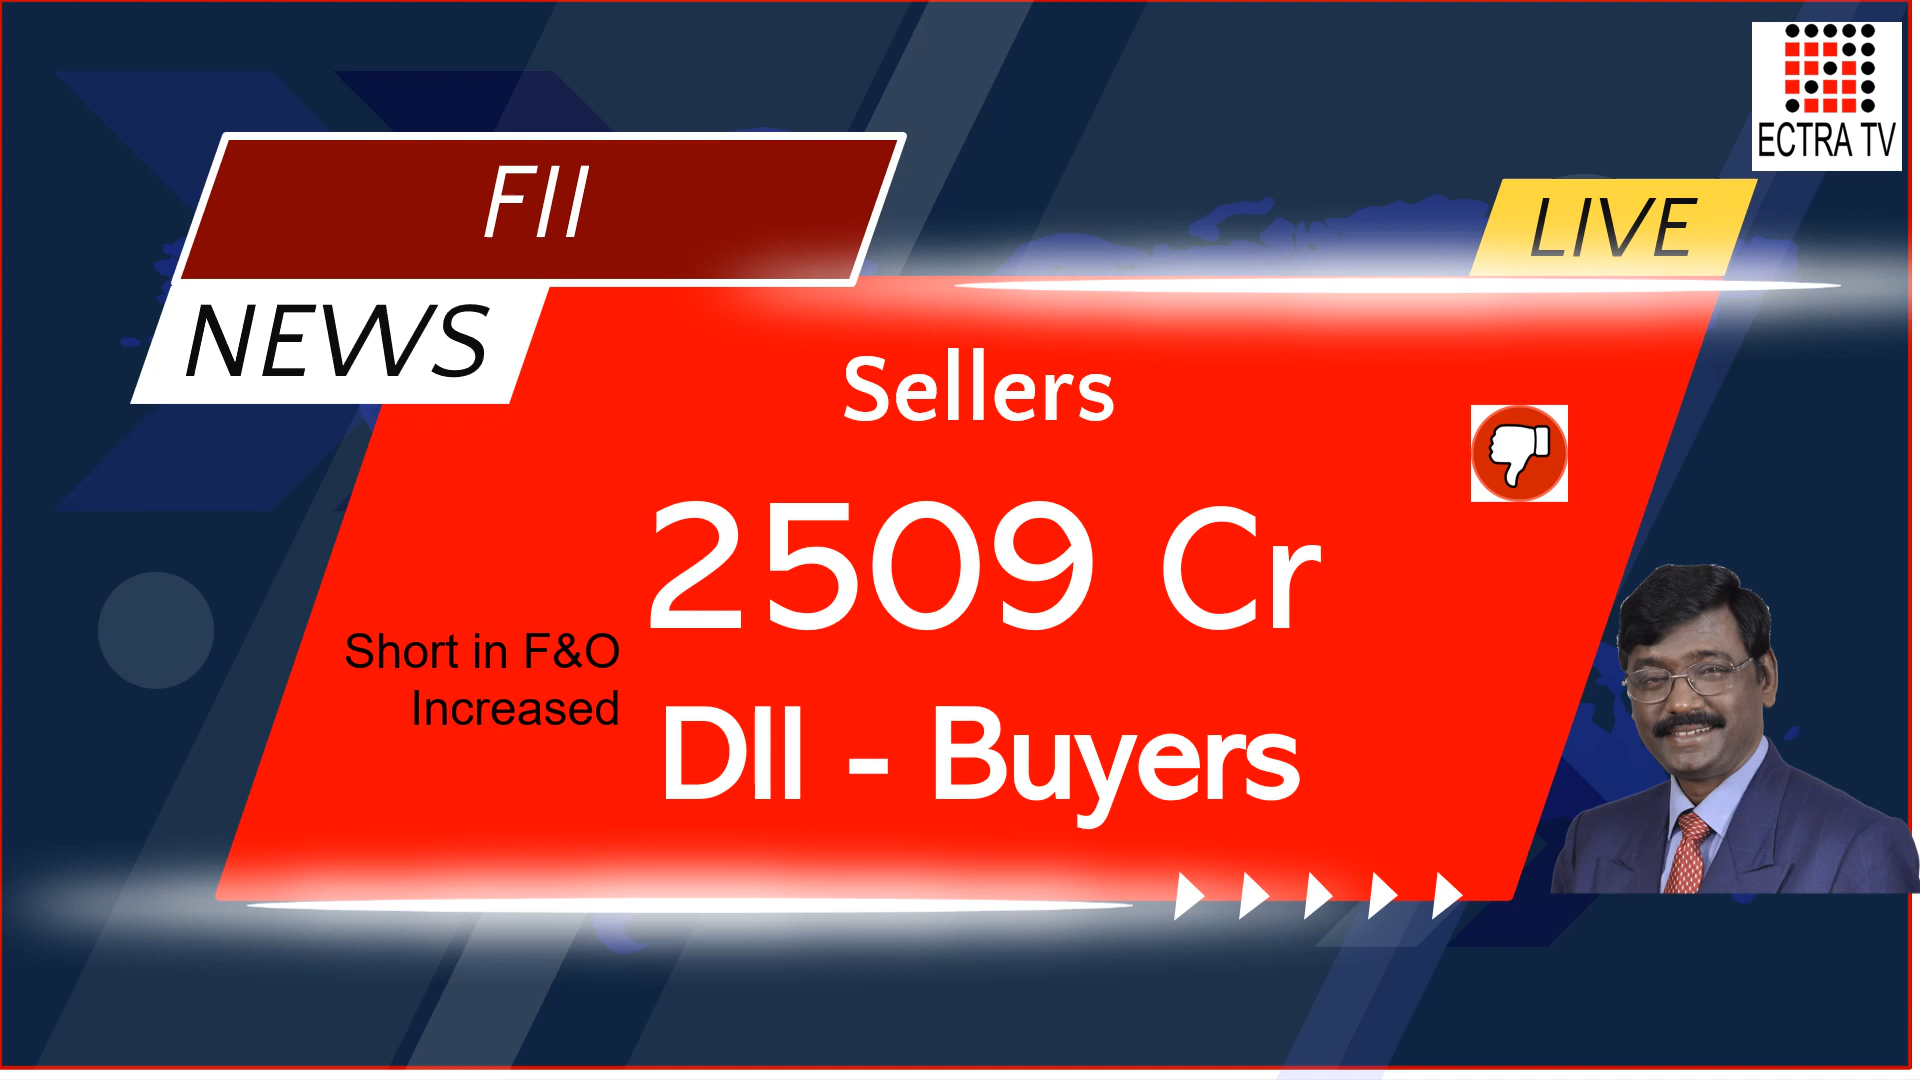 ECTRA TV
FII
LIVE
NEWS
Sellers
2509 Cr
Short in F&O
Increased
DII - Buyers